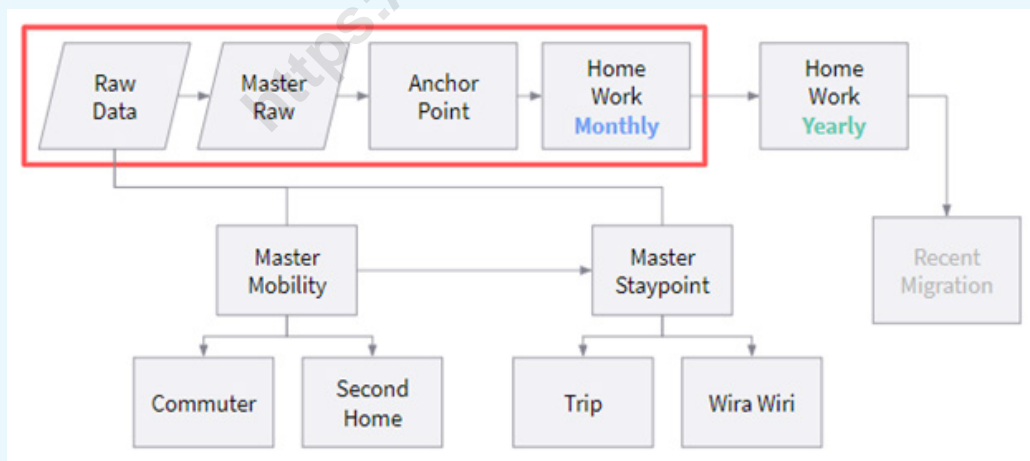 https:/
Raw
Data
Master
Raw
Anchor
Point
Home
Work
Monthly
Home
Work
Yearly
Master
Mobility
Master
Staypoint
Recent
Migration
Commuter
Second
Home
Trip
Wira Wiri